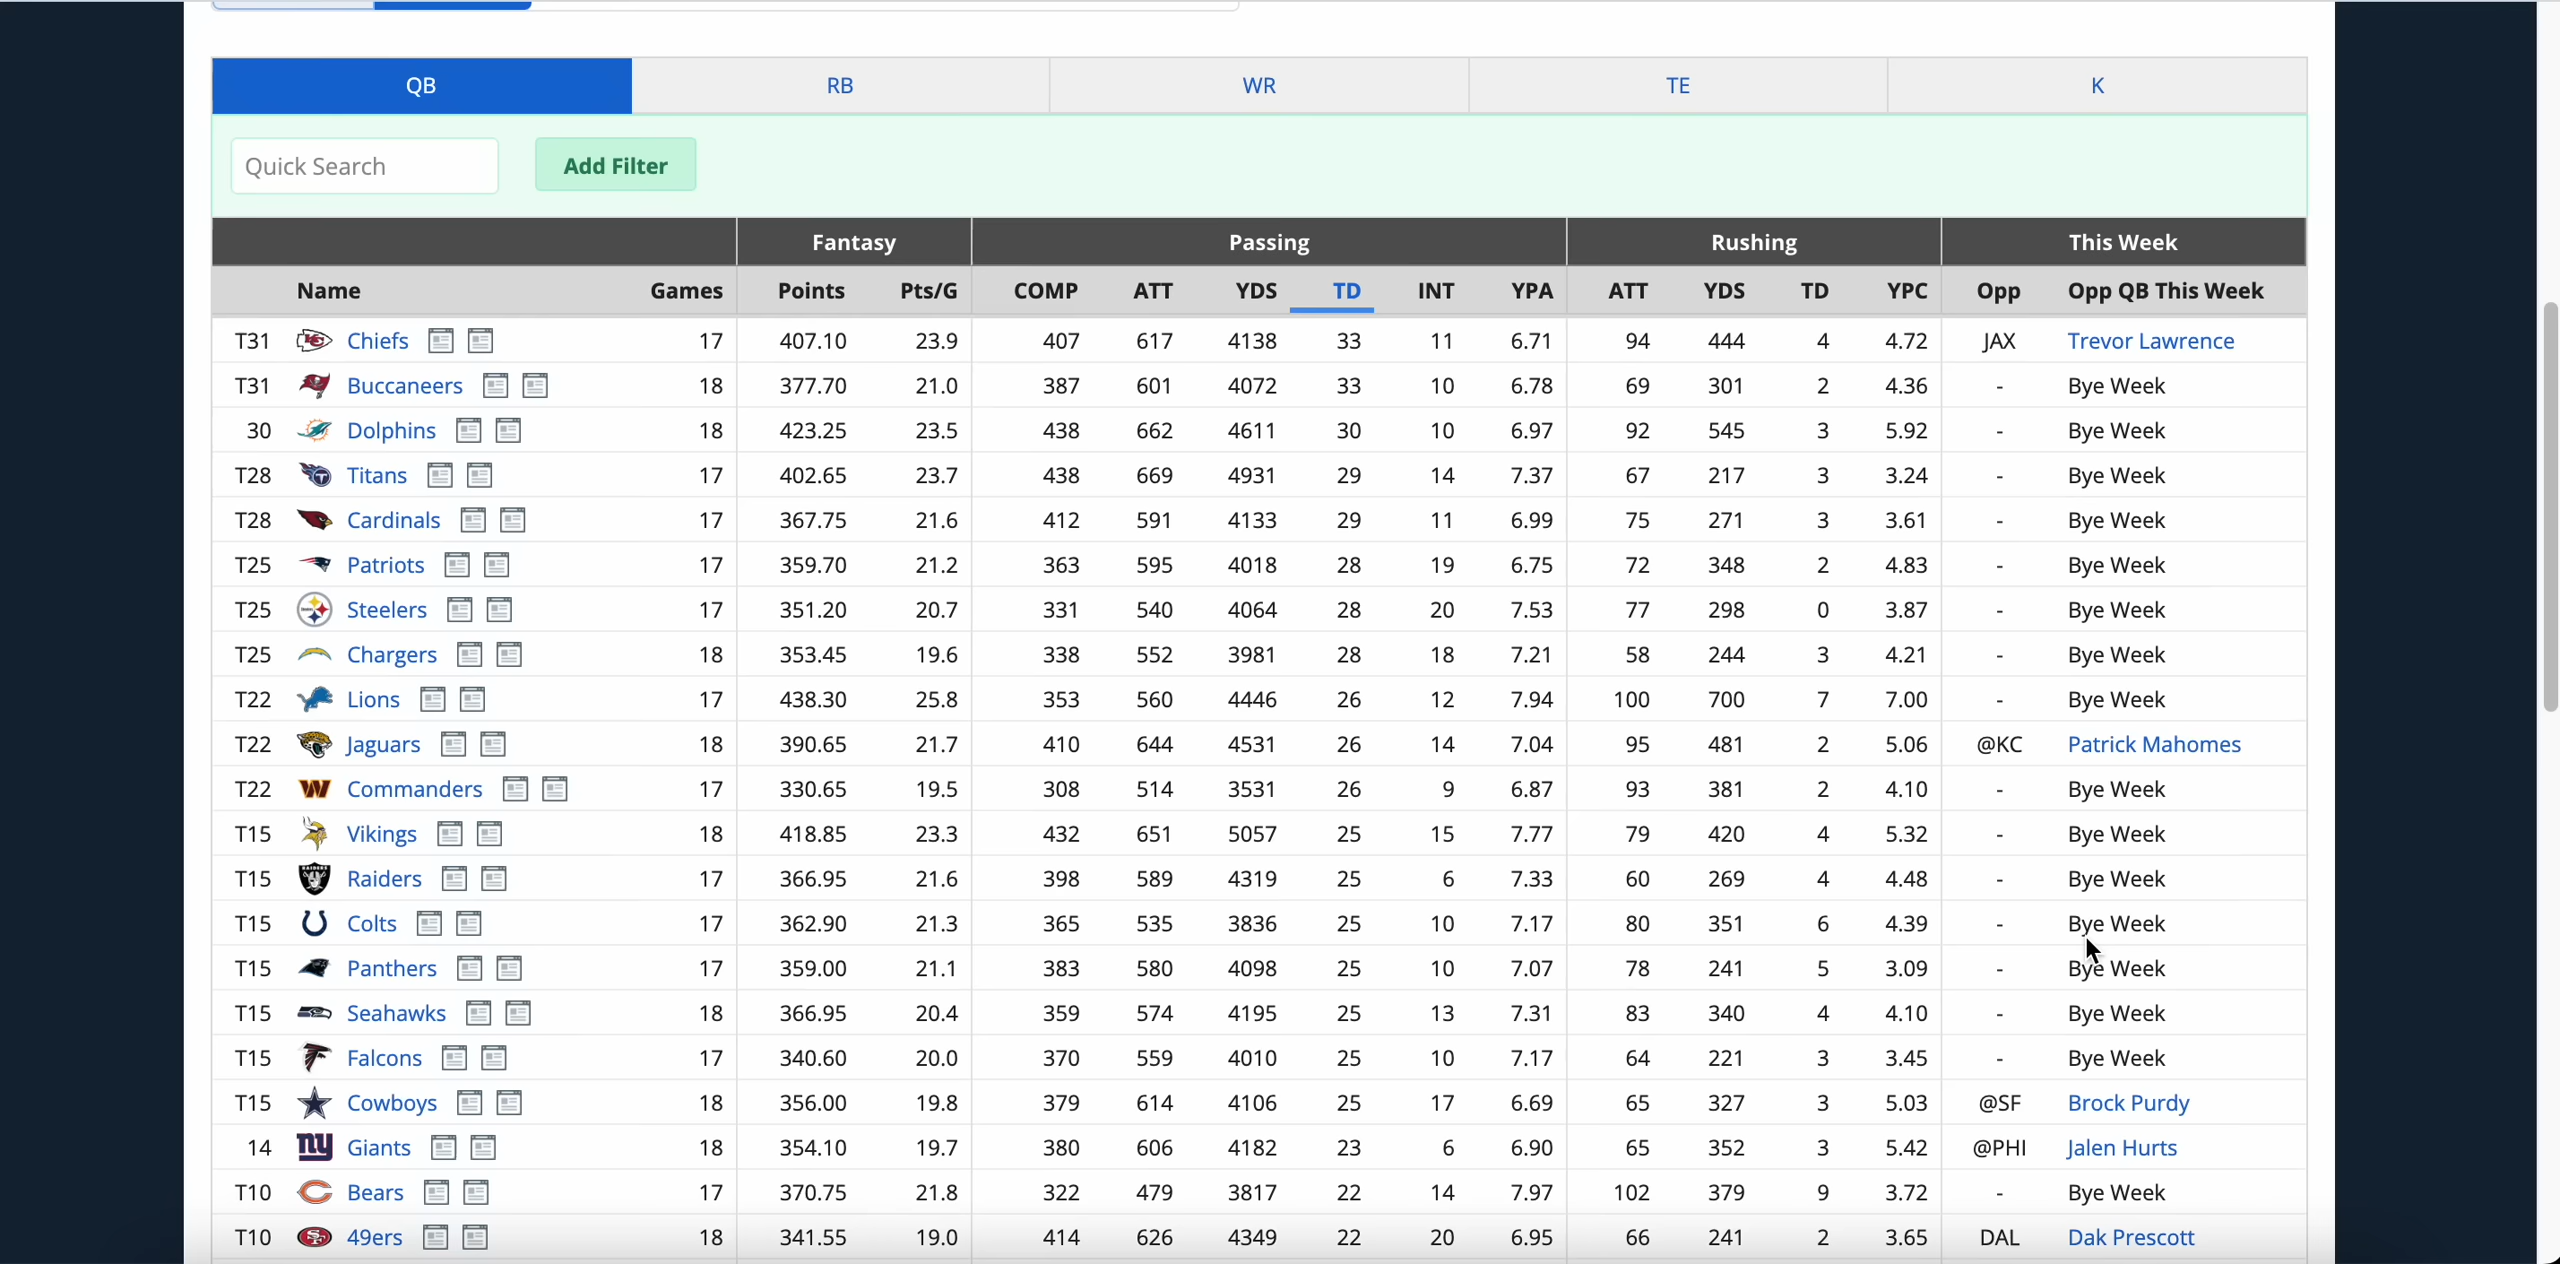 QB RB WR TE K
Quick Search Add Filter
Fantasy Passing Rushing This Week
Name Games Points Pts/G COMP ATT YDS TD INT YPA ATT YDS TD YPC Opp Opp QB This Week
T31 Chiefs 17 407.10 23.9 407 617 4138 33 11 6.71 94 444 4 4.72 JAX Trevor Lawrence
T31 Buccaneers 18 377.70 21.0 387 601 4072 33 10 6.78 69 301 2 4.36 - Bye Week
30 Dolphins 18 423.25 23.5 438 662 4611 30 10 6.97 92 545 3 5.92 - Bye Week
T28 Titans 17 402.65 23.7 438 669 4931 29 14 7.37 67 217 3 3.24 - Bye Week
T28 Cardinals 17 367.75 21.6 412 591 4133 29 11 6.99 75 271 3 3.61 - Bye Week
T25 Patriots 17 359.70 21.2 363 595 4018 28 19 6.75 72 348 2 4.83 - Bye Week
T25 Steelers 17 351.20 20.7 331 540 4064 28 20 7.53 77 298 0 3.87 - Bye Week
T25 Chargers 18 353.45 19.6 338 552 3981 28 18 7.21 58 244 3 4.21 - Bye Week
T22 Lions 17 438.30 25.8 353 560 4446 26 12 7.94 100 700 7 7.00 - Bye Week
T22 Jaguars 18 390.65 21.7 410 644 4531 26 14 7.04 95 481 2 5.06 @KC Patrick Mahomes
T22 Commanders 17 330.65 19.5 308 514 3531 26 9 6.87 93 381 2 4.10 - Bye Week
T15 Vikings 18 418.85 23.3 432 651 5057 25 15 7.77 79 420 4 5.32 - Bye Week
T15 Raiders 17 366.95 21.6 398 589 4319 25 6 7.33 60 269 4 4.48 - Bye Week
T15 Colts 17 362.90 21.3 365 535 3836 25 10 7.17 80 351 6 4.39 - Bye Week
T15 Panthers 17 359.00 21.1 383 580 4098 25 10 7.07 78 241 5 3.09 - Bye Week
T15 Seahawks 18 366.95 20.4 359 574 4195 25 13 7.31 83 340 4 4.10 - Bye Week
T15 Falcons 17 340.60 20.0 370 559 4010 25 10 7.17 64 221 3 3.45 - Bye Week
T15 Cowboys 18 356.00 19.8 379 614 4106 25 17 6.69 65 327 3 5.03 @SF Brock Purdy
14 Giants 18 354.10 19.7 380 606 4182 23 6 6.90 65 352 3 5.42 @PHI Jalen Hurts
T10 Bears 17 370.75 21.8 322 479 3817 22 14 7.97 102 379 9 3.72 - Bye Week
T10 49ers 18 341.55 19.0 414 626 4349 22 20 6.95 66 241 2 3.65 DAL Dak Prescott